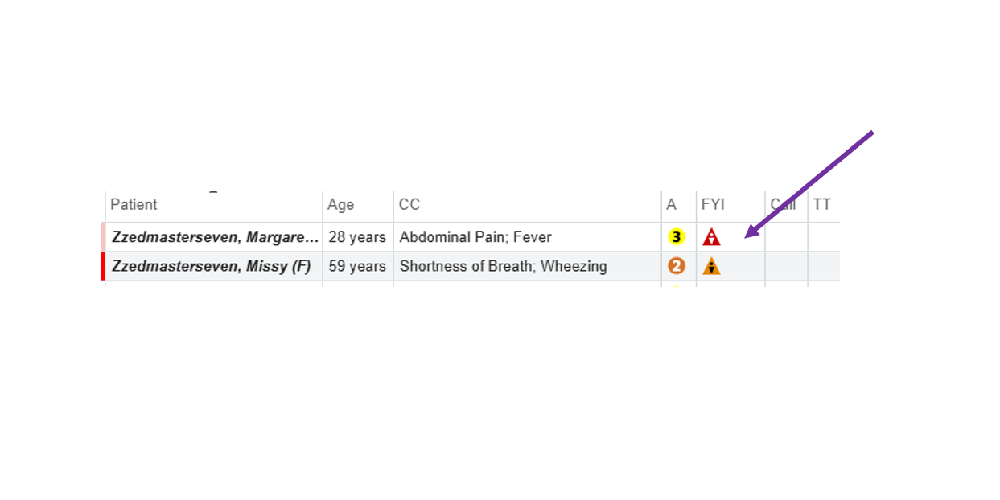 Patient Age CC A FYI Call TT
Zzedmasterseven, Margare... 28 years Abdominal Pain; Fever 3
Zzedmasterseven, Missy (F) 59 years Shortness of Breath; Wheezing 2